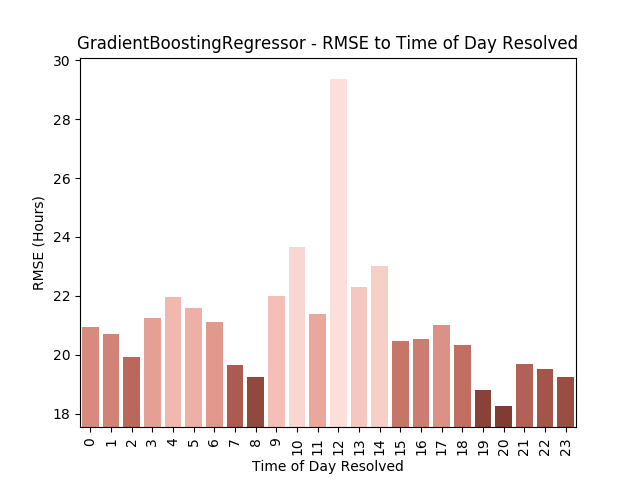 GradientBoostingRegressor - RMSE to Time of Day Resolved
30
28
26
24
22
20
18
RMSE (Hours)
0 1 2 3 4 5 6 7 8 9 10 11 12 13 14 15 16 17 18 19 20 21 22 23
Time of Day Resolved